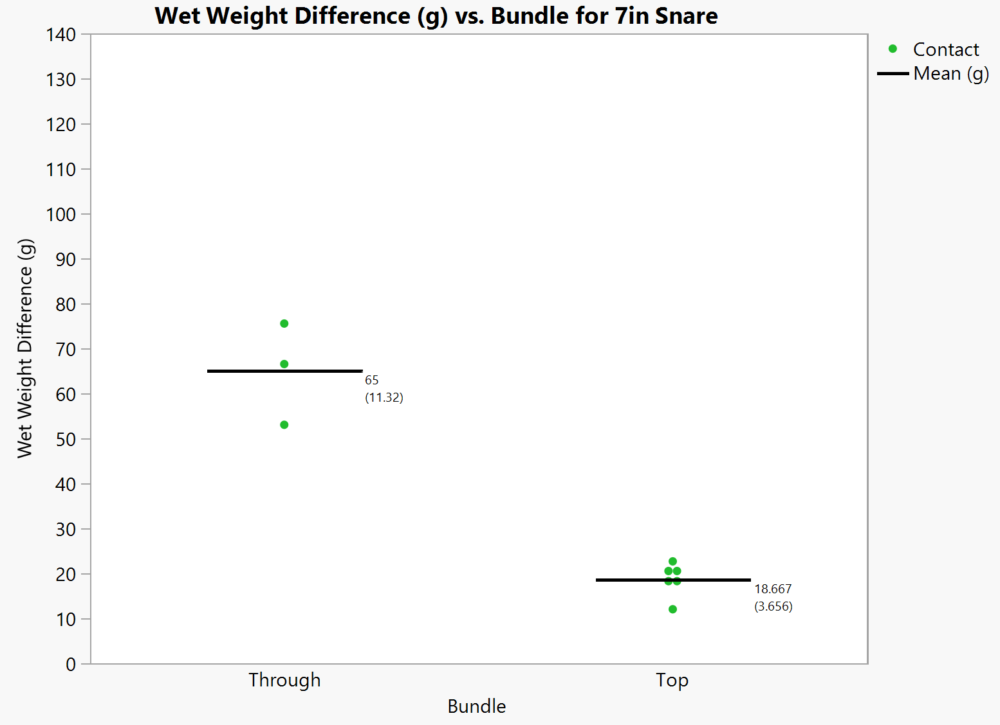 Wet Weight Difference (g) vs. Bundle for 7in Snare
Contact
Mean (g)
Wet Weight Difference (g)
140
130
120
110
100
90
80
70
60
50
40
30
20
10
0
65
(11.32)
18.667
(3.656)
Through
Top
Bundle